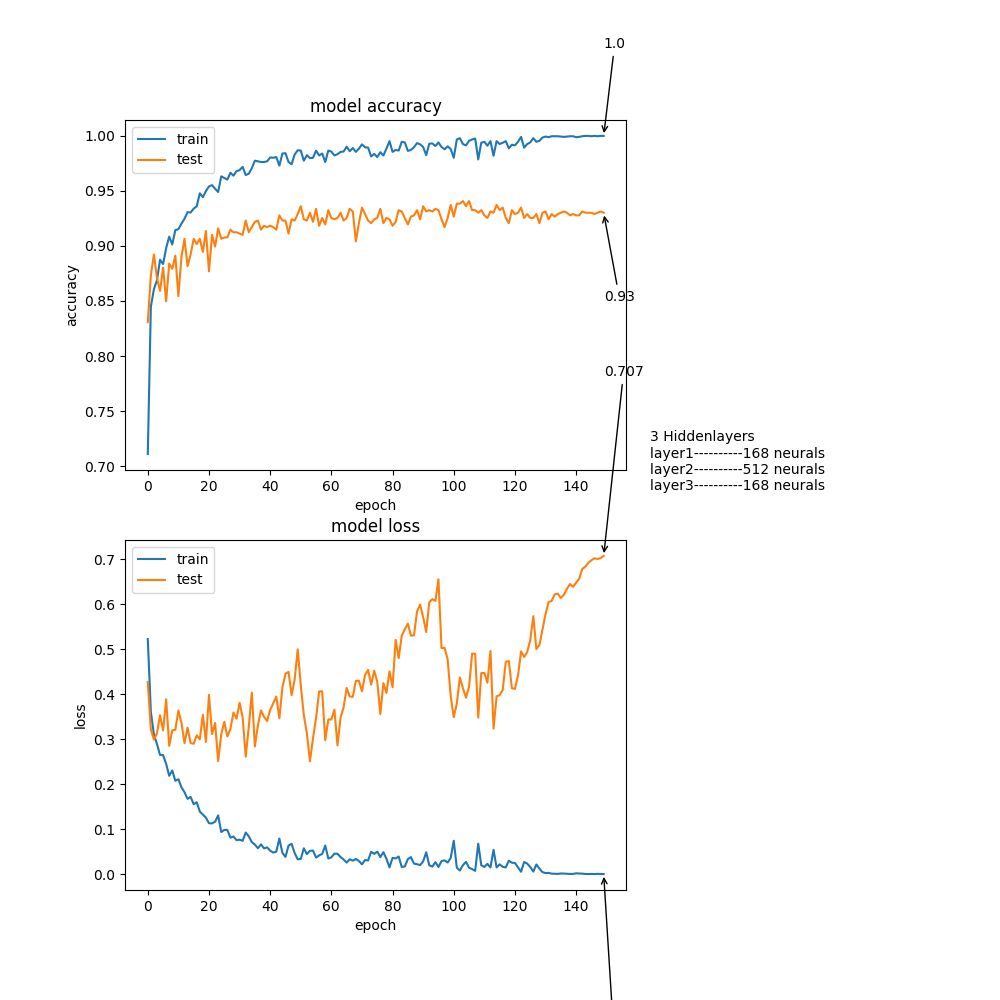 1.0
model accuracy
train
test
1.00
0.95
0.90
0.85
0.80
0.75
0.70
accuracy
0 20 40 60 80 100 120 140
epoch
0.93
0.707
3 Hiddenlayers
layer1----------168 neurals
layer2----------512 neurals
layer3----------168 neurals
model loss
train
test
0.7
0.6
0.5
0.4
0.3
0.2
0.1
0.0
loss
0 20 40 60 80 100 120 140
epoch